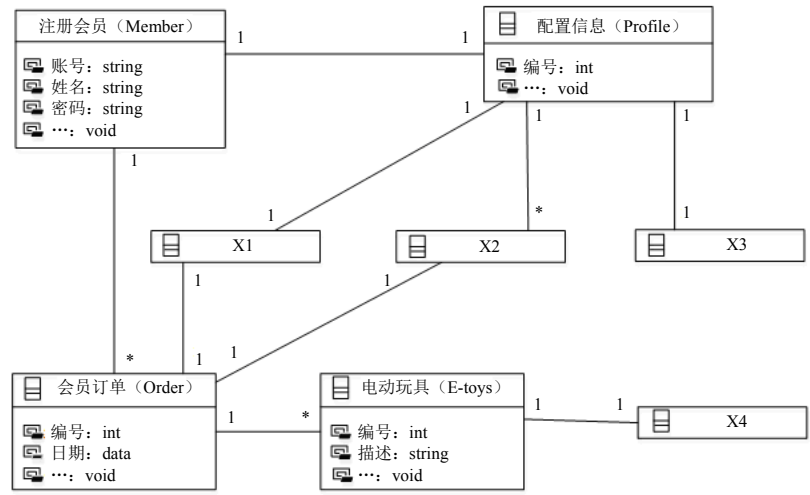 注册会员（Member）
账号：string
姓名：string
密码：string
…：void
1
1
配置信息（Profile）
编号：int
…：void
1
1
1
1
1
*
1
X1
X2
X3
1
1
*
1
1
会员订单（Order）
编号：int
日期：data
…：void
1
*
电动玩具（E-toys）
编号：int
描述：string
…：void
1
1
X4